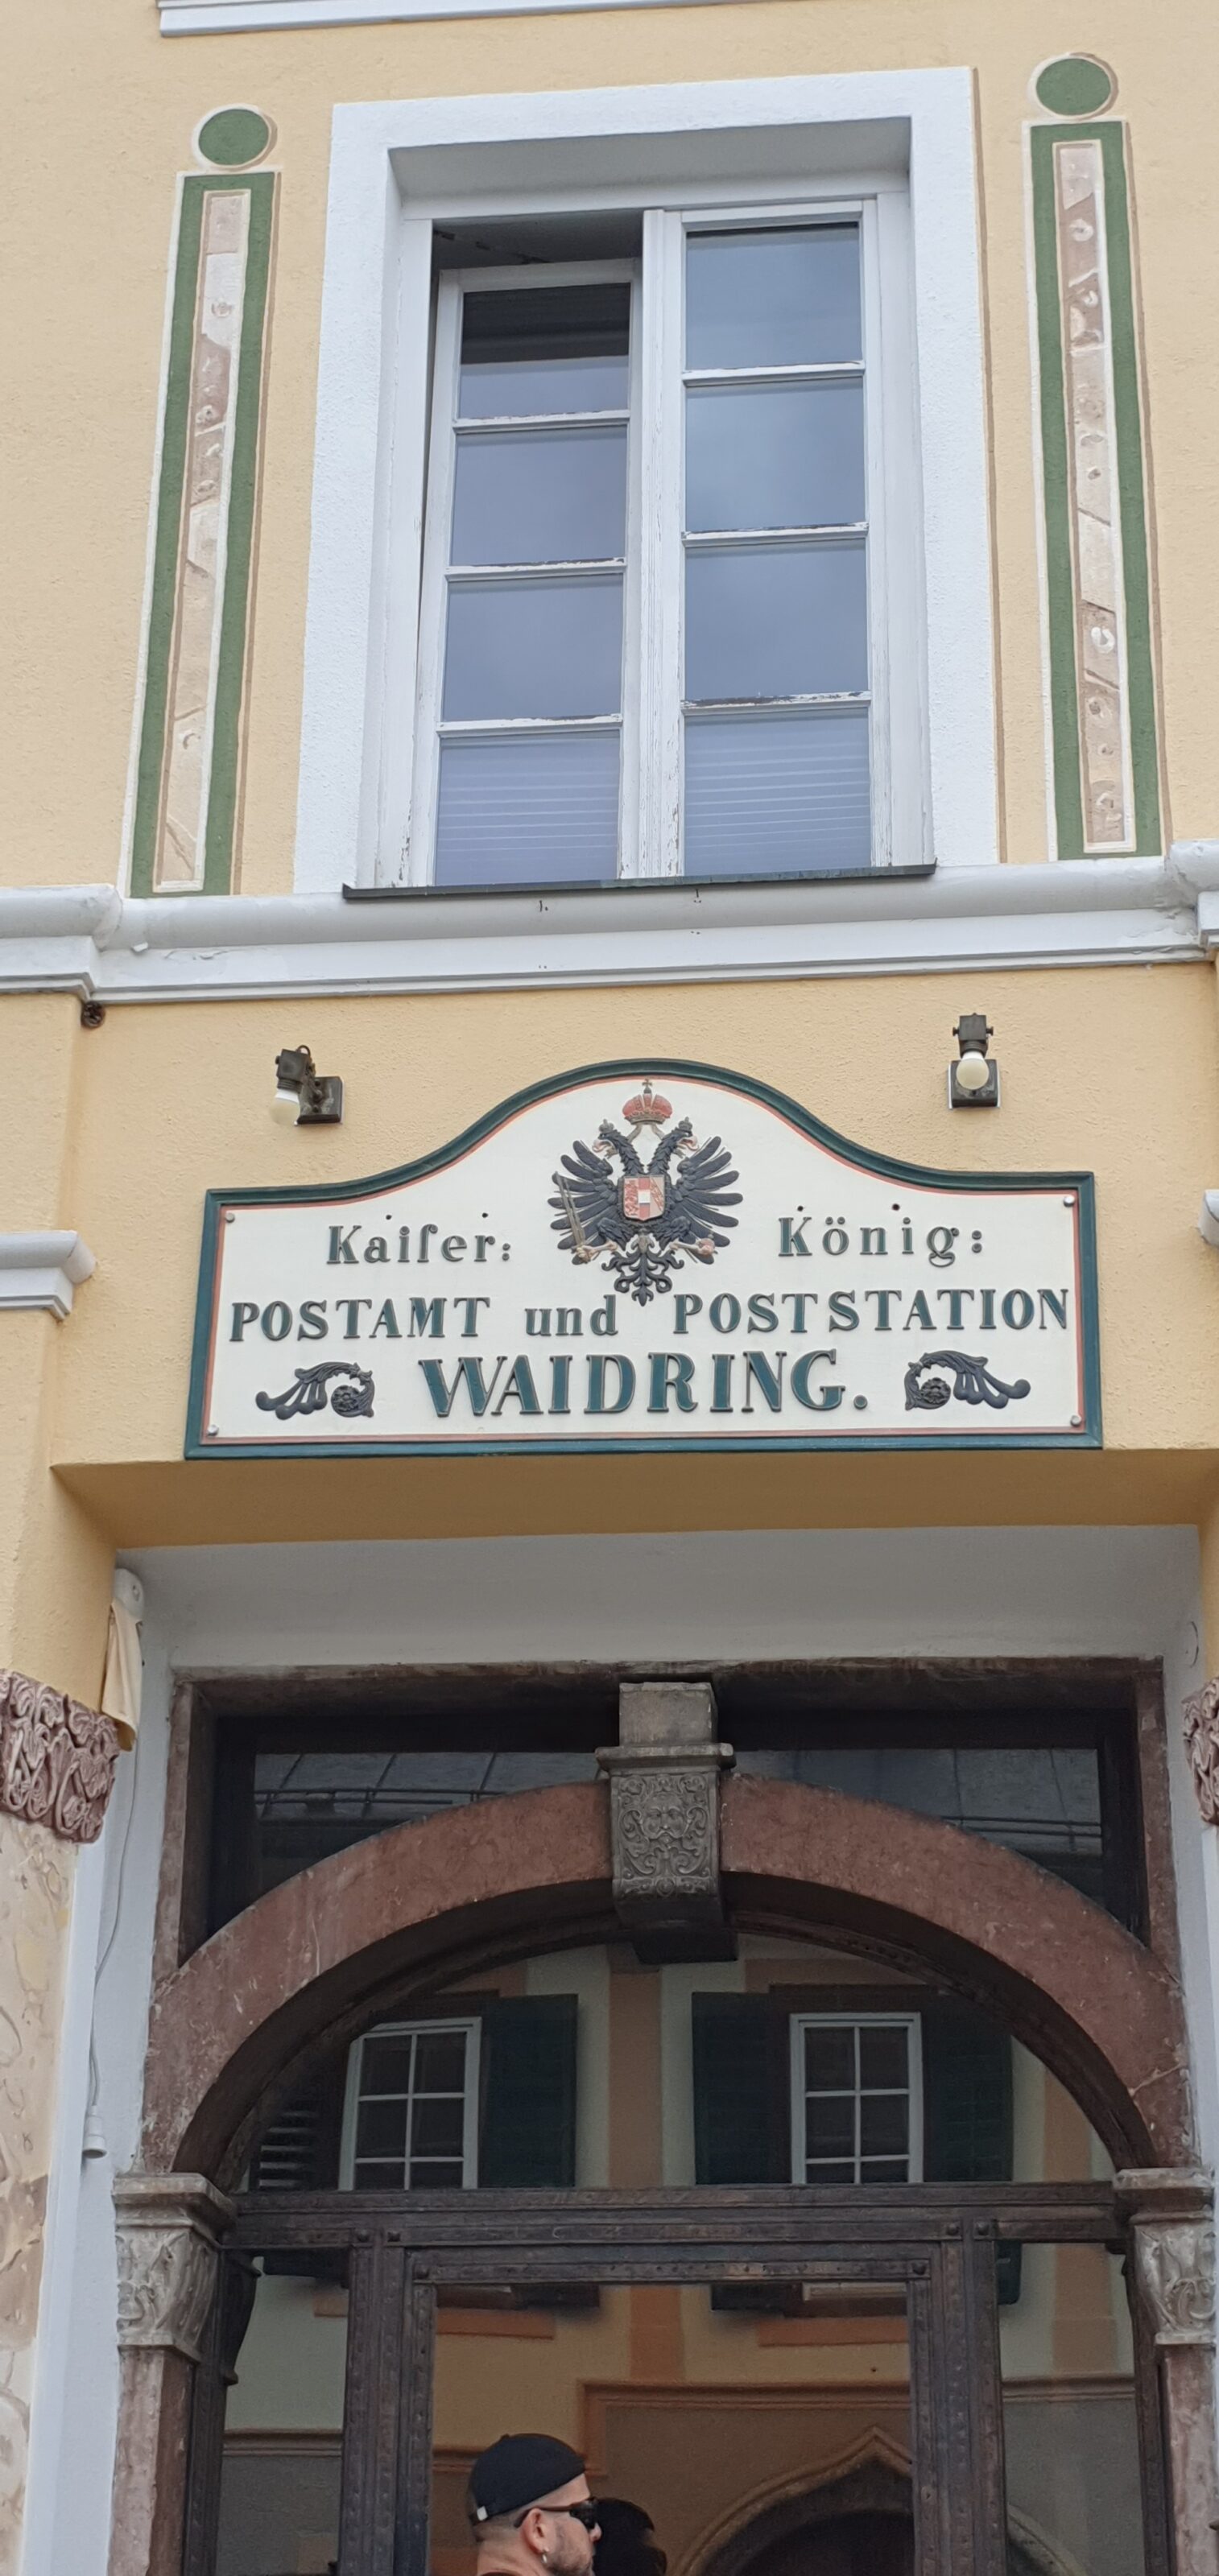 Kaiſer: König:
POSTAMT und POSTSTATION
WAIDRING.